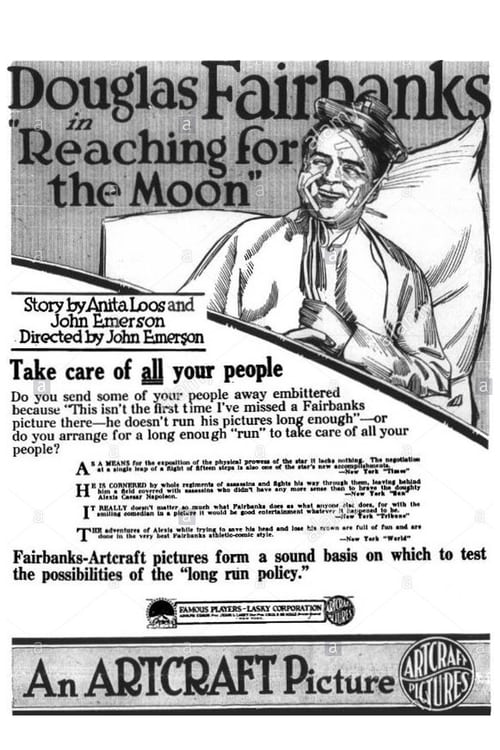 Douglas Fairbanks
in
"Reaching for
the Moon"
Story by Anita Loos and
John Emerson
Directed by John Emerson
Take care of all your people
Do you send some of your people away embittered
because "This isn't the first time I've missed a Fairbanks
picture there—he doesn't run his pictures long enough"—or
do you arrange for a long enough "run" to take care of all your
people?
AS A MEANS for the exposition of the physical prowess of the star it lacks nothing. The negotiation
at a single leap of a flight of fifteen steps is also one of the star's new accomplishments.
—New York "Times"
HE IS CORNERED by whole regiments of assassins and fights his way through them, leaving behind
him a field covered with assassins who didn't have any more sense than to brave the doughty
Alexis Caesar Napoleon.
—New York "Sun"
IT REALLY doesn't matter so much what Fairbanks does as what anyone else does, for with the
smiling comedian in a picture it would be good entertainment whatever it happened to be.
—New York "Tribune"
THE adventures of Alexis while trying to save his head and lose his crown are full of fun and are
done in the very best Fairbanks athletic-comic style.
—New York "World"
Fairbanks-Artcraft pictures form a sound basis on which to test
the possibilities of the "long run policy."
FAMOUS PLAYERS-LASKY CORPORATION
ARTCRAFT
PICTURES
An ARTCRAFT Picture
ARTCRAFT
PICTURES